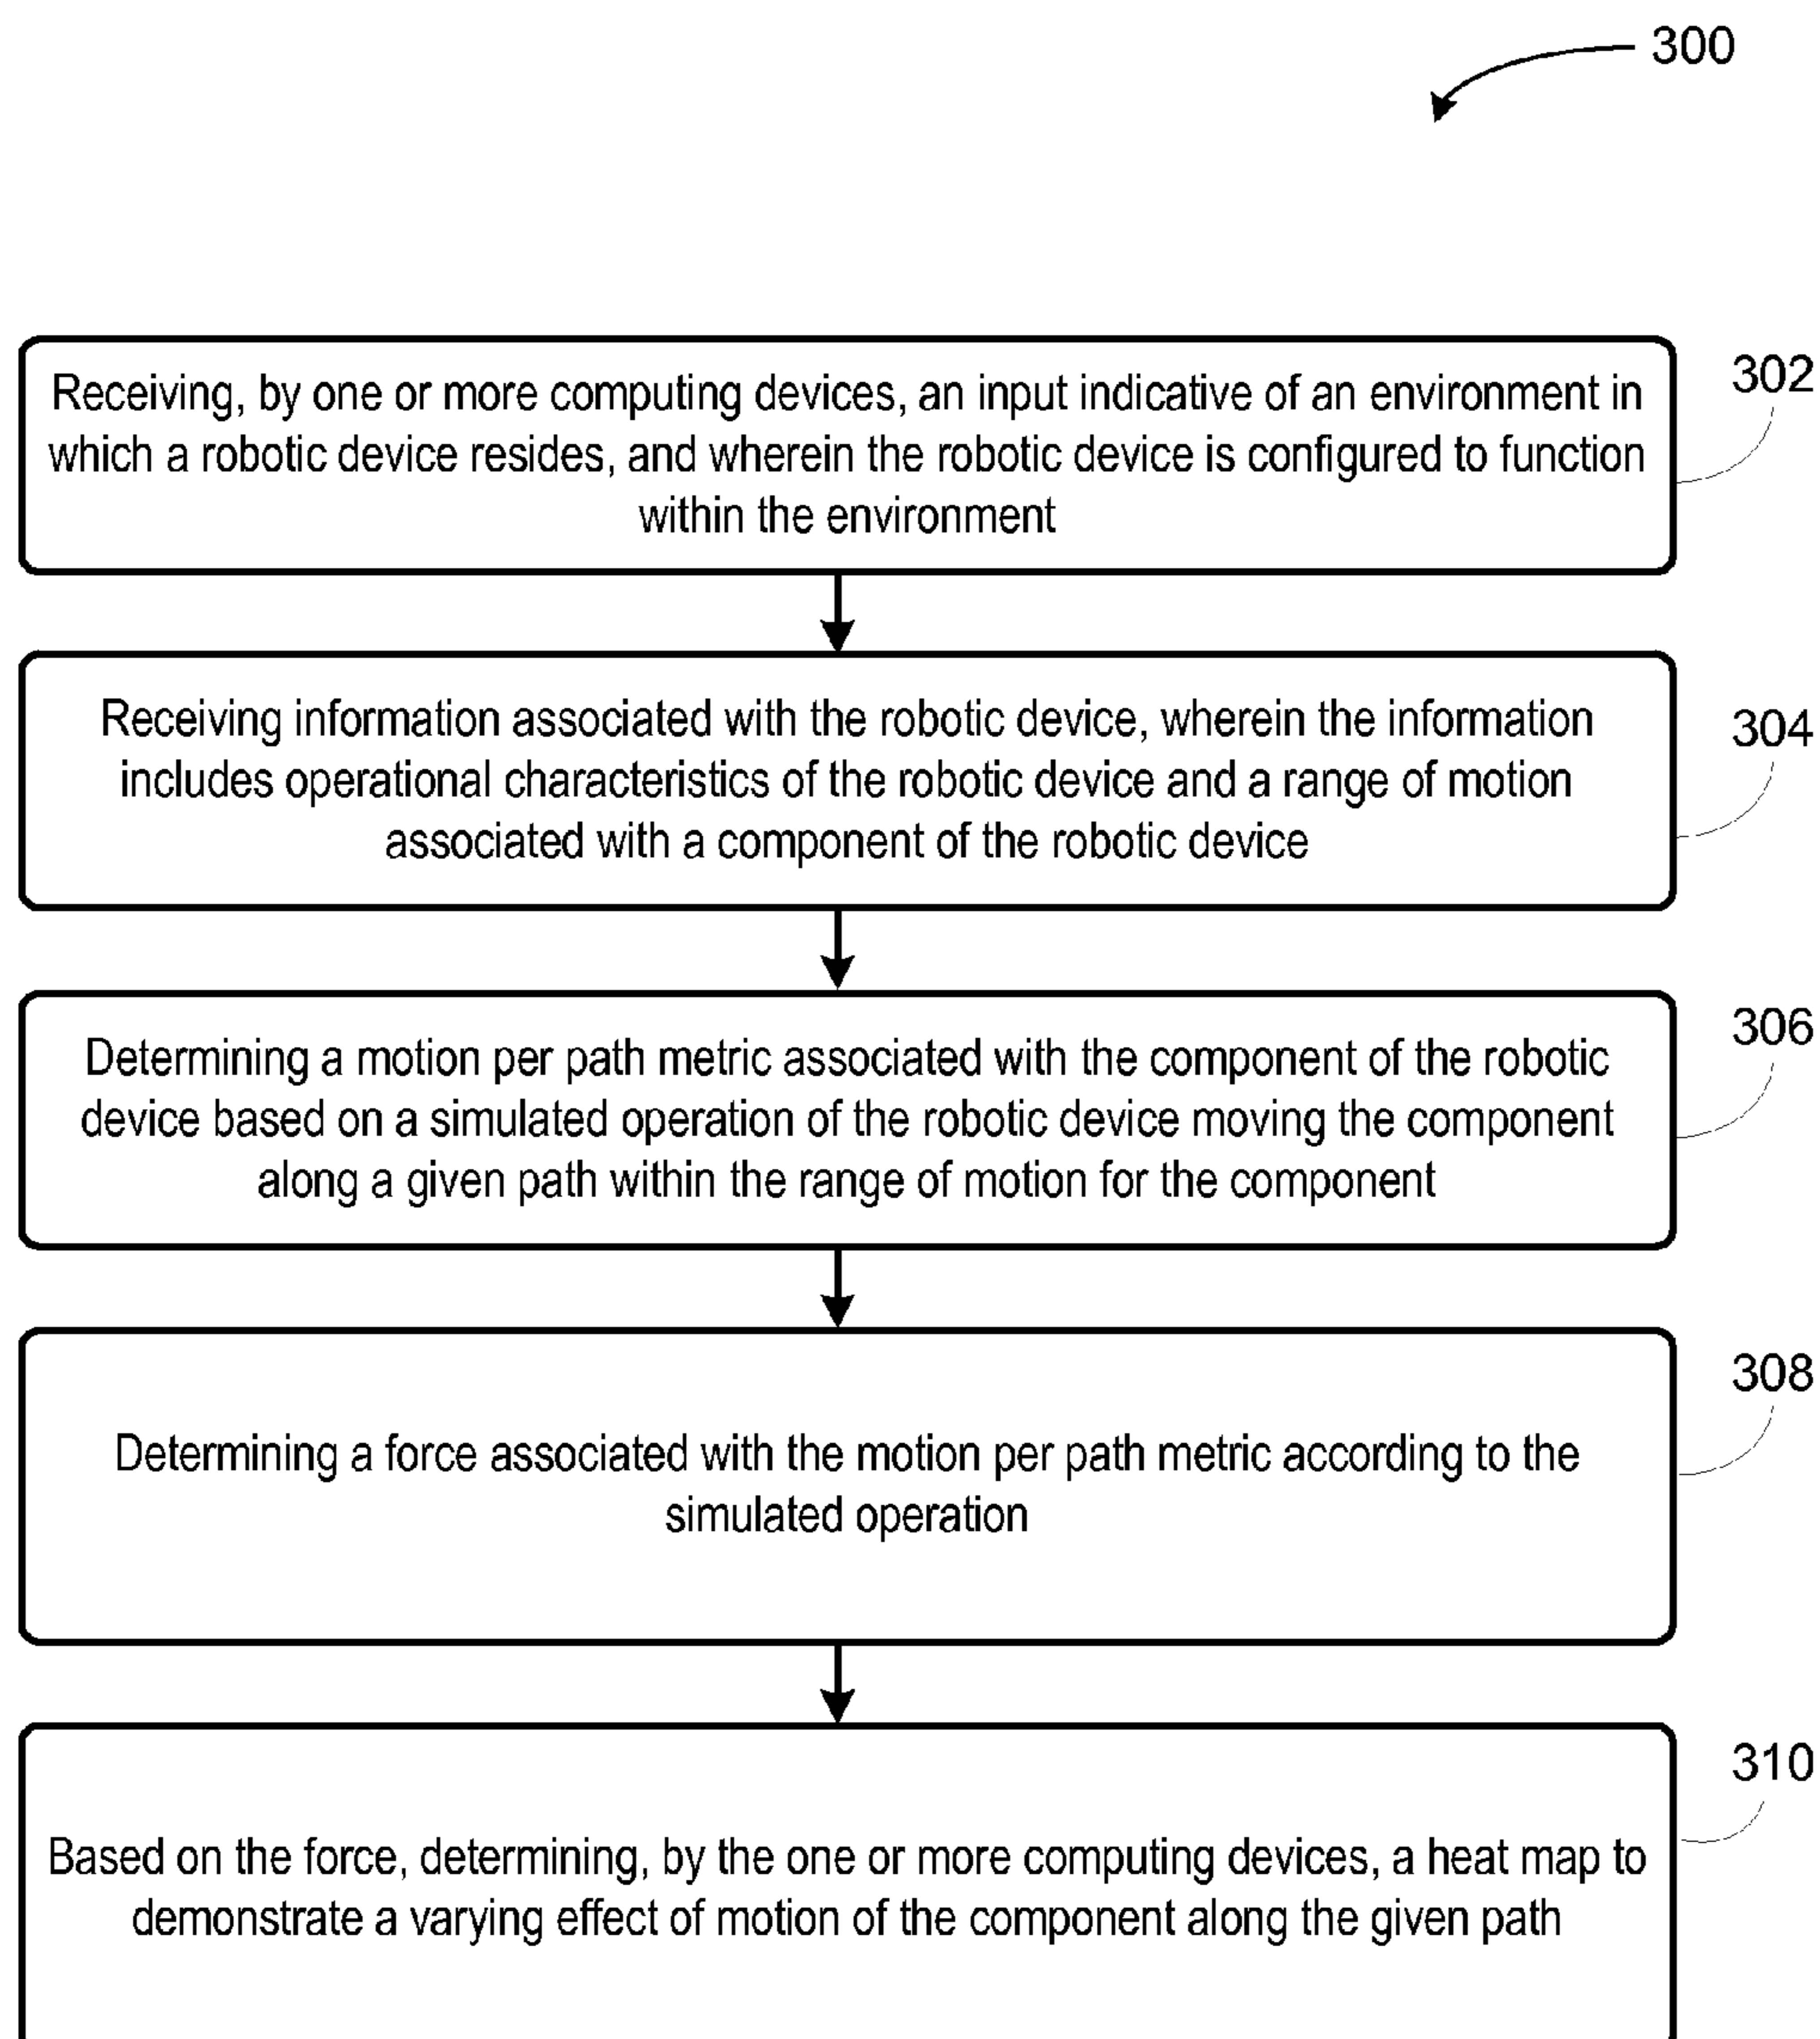 300
302
Receiving, by one or more computing devices, an input indicative of an environment in
which a robotic device resides, and wherein the robotic device is configured to function
within the environment
304
Receiving information associated with the robotic device, wherein the information
includes operational characteristics of the robotic device and a range of motion
associated with a component of the robotic device
306
Determining a motion per path metric associated with the component of the robotic
device based on a simulated operation of the robotic device moving the component
along a given path within the range of motion for the component
308
Determining a force associated with the motion per path metric according to the
simulated operation
310
Based on the force, determining, by the one or more computing devices, a heat map to
demonstrate a varying effect of motion of the component along the given path